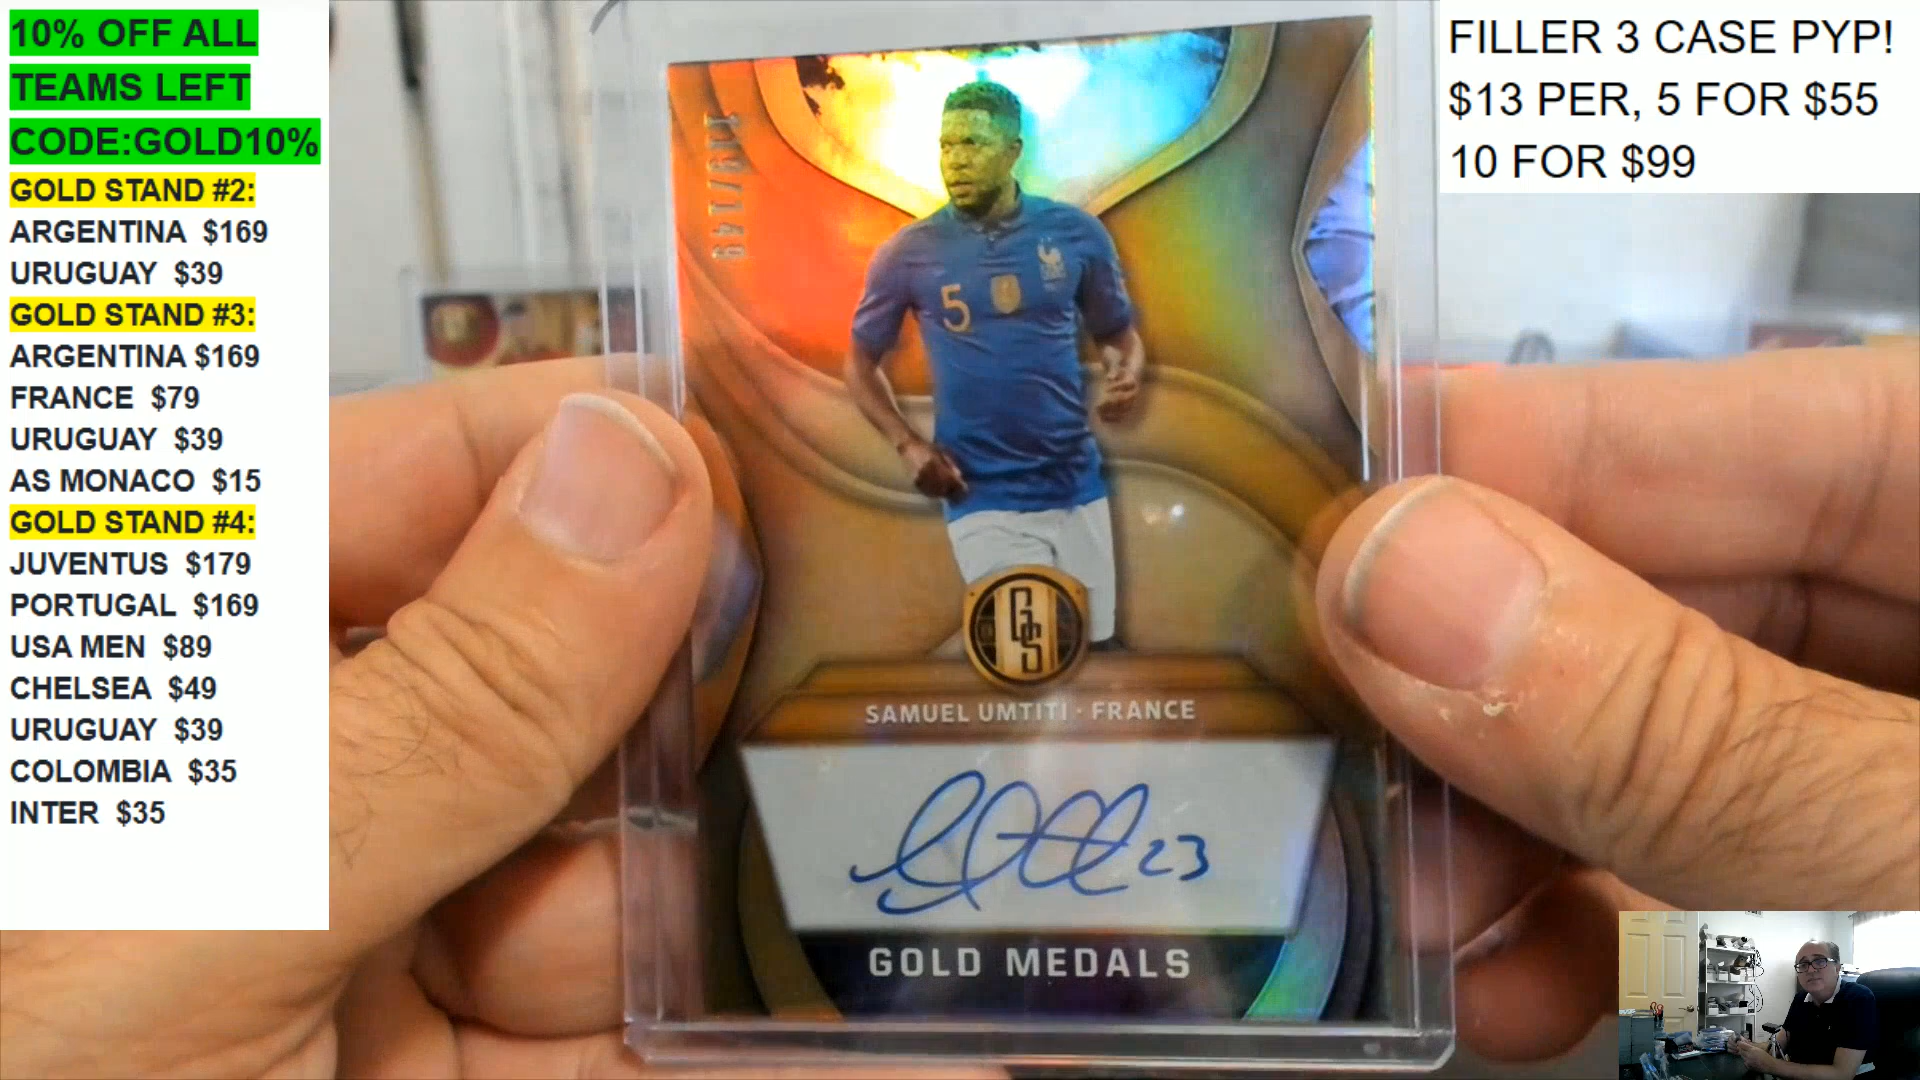 10% OFF ALL
TEAMS LEFT
CODE:GOLD10%
GOLD STAND #2:
ARGENTINA $169
URUGUAY $39
GOLD STAND #3:
ARGENTINA $169
FRANCE $79
URUGUAY $39
AS MONACO $15
GOLD STAND #4:
JUVENTUS $179
PORTUGAL $169
USA MEN $89
CHELSEA $49
URUGUAY $39
COLOMBIA $35
INTER $35
FILLER 3 CASE PYP!
$13 PER, 5 FOR $55
10 FOR $99
5
GS
SAMUEL UMTITI · FRANCE
23
GOLD MEDALS